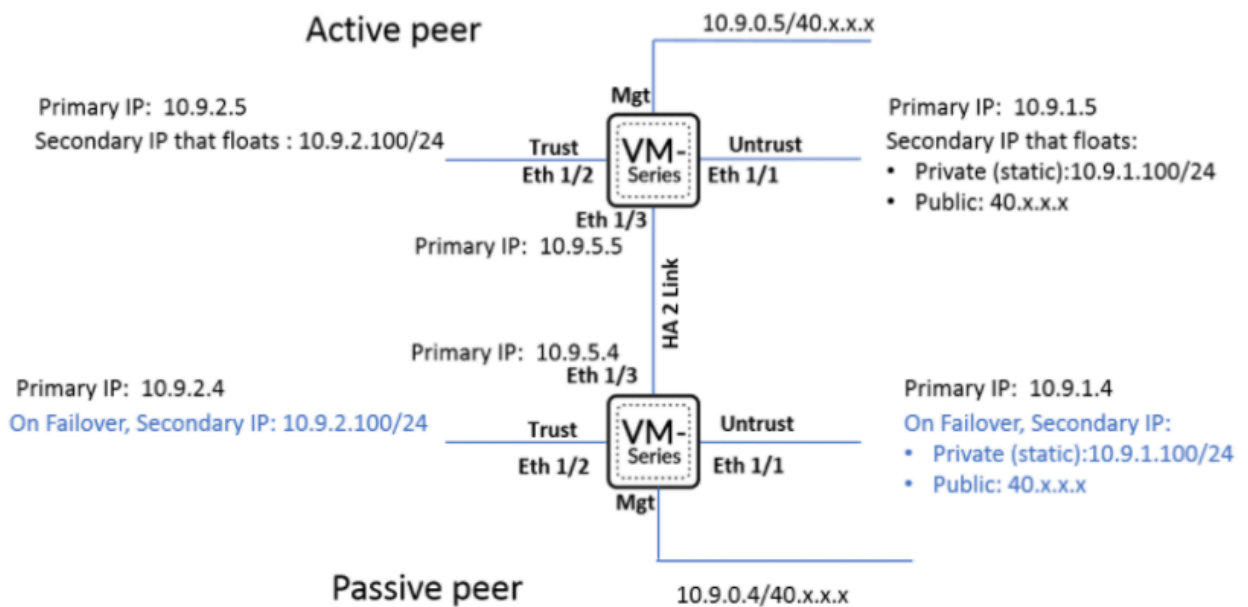 Active peer
10.9.0.5/40.x.x.x
Mgt
Primary IP: 10.9.2.5
Secondary IP that floats : 10.9.2.100/24
Trust
Eth 1/2
VM-
Series
Untrust
Eth 1/1
Primary IP: 10.9.1.5
Secondary IP that floats:
• Private (static):10.9.1.100/24
• Public: 40.x.x.x
Eth 1/3
Primary IP: 10.9.5.5
HA 2 Link
Primary IP: 10.9.5.4
Eth 1/3
Primary IP: 10.9.2.4
On Failover, Secondary IP: 10.9.2.100/24
Trust
Eth 1/2
VM-
Series
Untrust
Eth 1/1
Primary IP: 10.9.1.4
On Failover, Secondary IP:
• Private (static):10.9.1.100/24
• Public: 40.x.x.x
Mgt
Passive peer
10.9.0.4/40.x.x.x